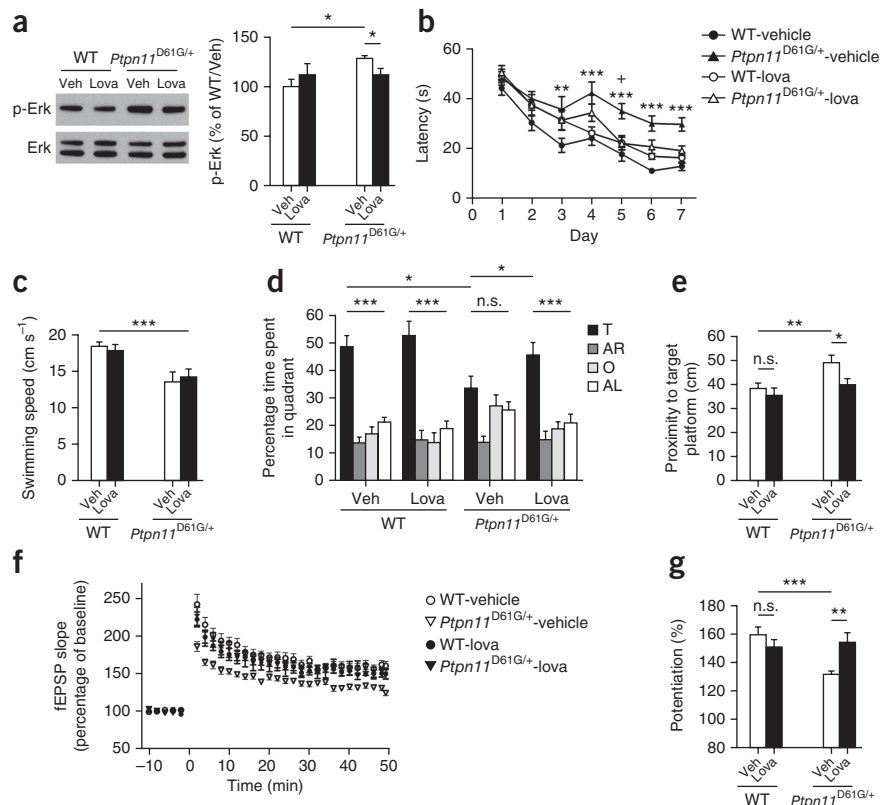 a
WT Ptpn11D61G/+
Veh Lova Veh Lova
p-Erk
Erk
p-Erk (% of WT/Veh)
150
100
50
0
*
*
Veh Lova Veh Lova
WT Ptpn11D61G/+
b
Latency (s)
60
40
20
0
** *** + *** *** ***
0 1 2 3 4 5 6 7
Day
WT-vehicle
Ptpn11D61G/+-vehicle
WT-lova
Ptpn11D61G/+-lova
c
Swimming speed (cm s–1)
20
15
10
5
0
***
Veh Lova Veh Lova
WT Ptpn11D61G/+
d
Percentage time spent
in quadrant
60
50
40
30
20
10
0
* *
*** *** n.s. ***
T
AR
O
AL
Veh Lova Veh Lova
WT Ptpn11D61G/+
e
Proximity to target
platform (cm)
60
50
40
30
20
10
0
**
n.s. *
Veh Lova Veh Lova
WT Ptpn11D61G/+
f
fEPSP slope
(percentage of baseline)
250
200
150
100
50
–10 0 10 20 30 40 50
Time (min)
WT-vehicle
Ptpn11D61G/+-vehicle
WT-lova
Ptpn11D61G/+-lova
g
Potentiation (%)
180
160
140
120
100
80
***
n.s. **
Veh Lova Veh Lova
WT Ptpn11D61G/+